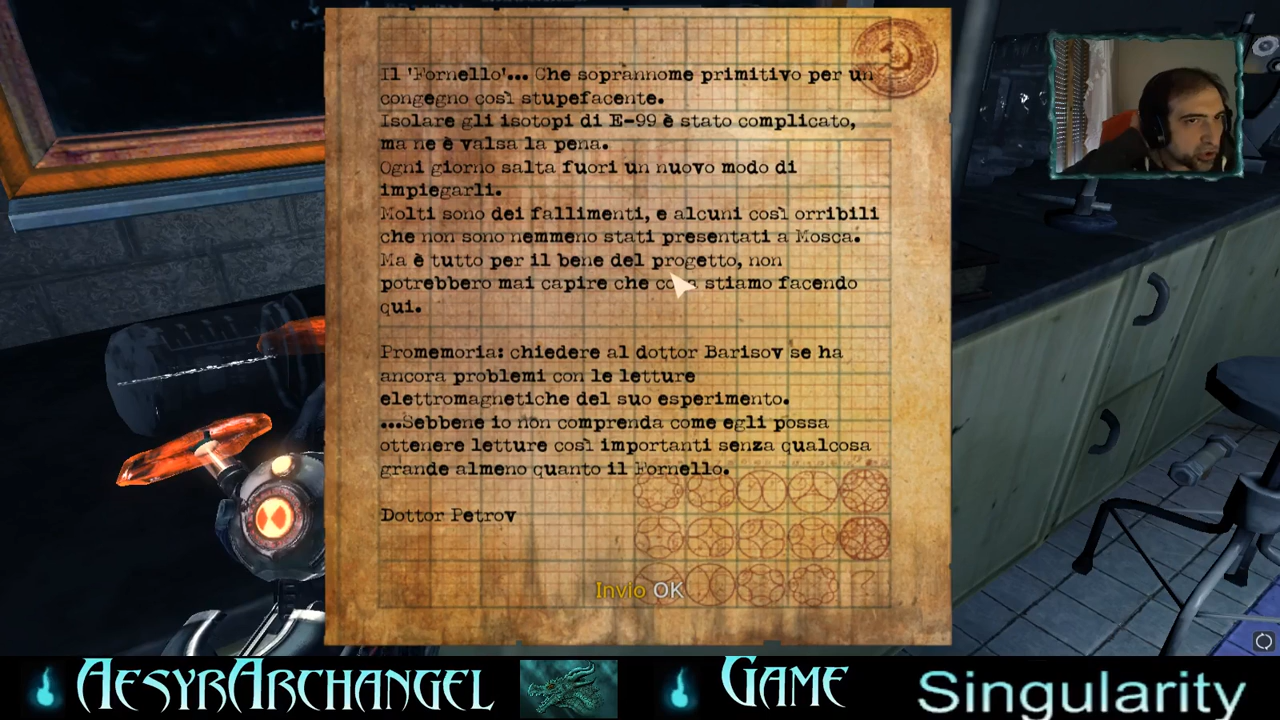 Il 'Fornello'... Che soprannome primitivo per un
congegno così stupefacente.
Isolare gli isotopi di E-99 è stato complicato,
ma ne è valsa la pena.
Ogni giorno salta fuori un nuovo modo di
impiegarli.
Molti sono dei fallimenti, e alcuni così orribili
che non sono nemmeno stati presentati a Mosca.
Ma è tutto per il bene del progetto, non
potrebbero mai capire che cosa stiamo facendo
qui.
Promemoria: chiedere al dottor Barisov se ha
ancora problemi con le letture
elettromagnetiche del suo esperimento.
...Sebbene io non comprenda come egli possa
ottenere letture così importanti senza qualcosa
grande almeno quanto il Fornello.
Dottor Petrov
Invio OK
AesyrArchangel
Game
Singularity